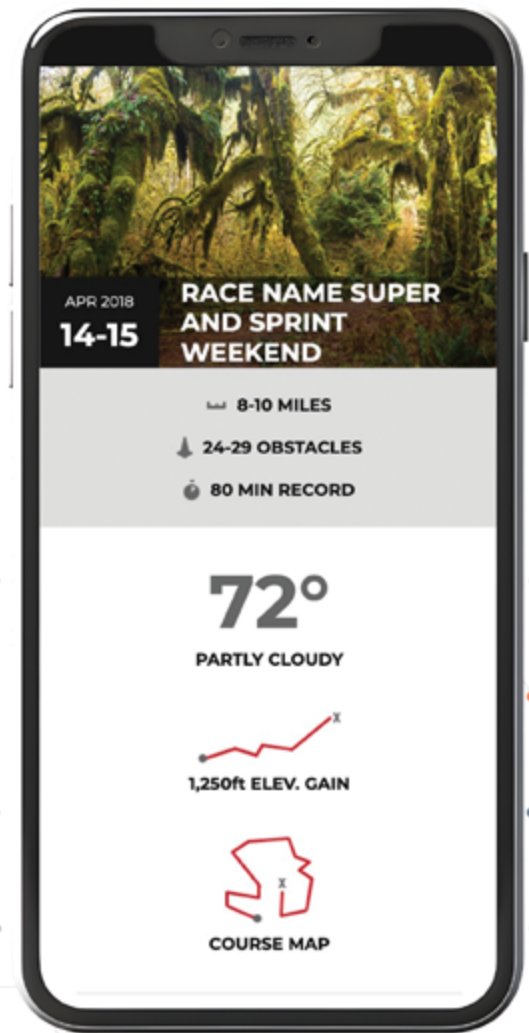 APR 2018
14-15
RACE NAME SUPER
AND SPRINT
WEEKEND
8-10 MILES
24-29 OBSTACLES
80 MIN RECORD
72°
PARTLY CLOUDY
X
1,250ft ELEV. GAIN
X
COURSE MAP